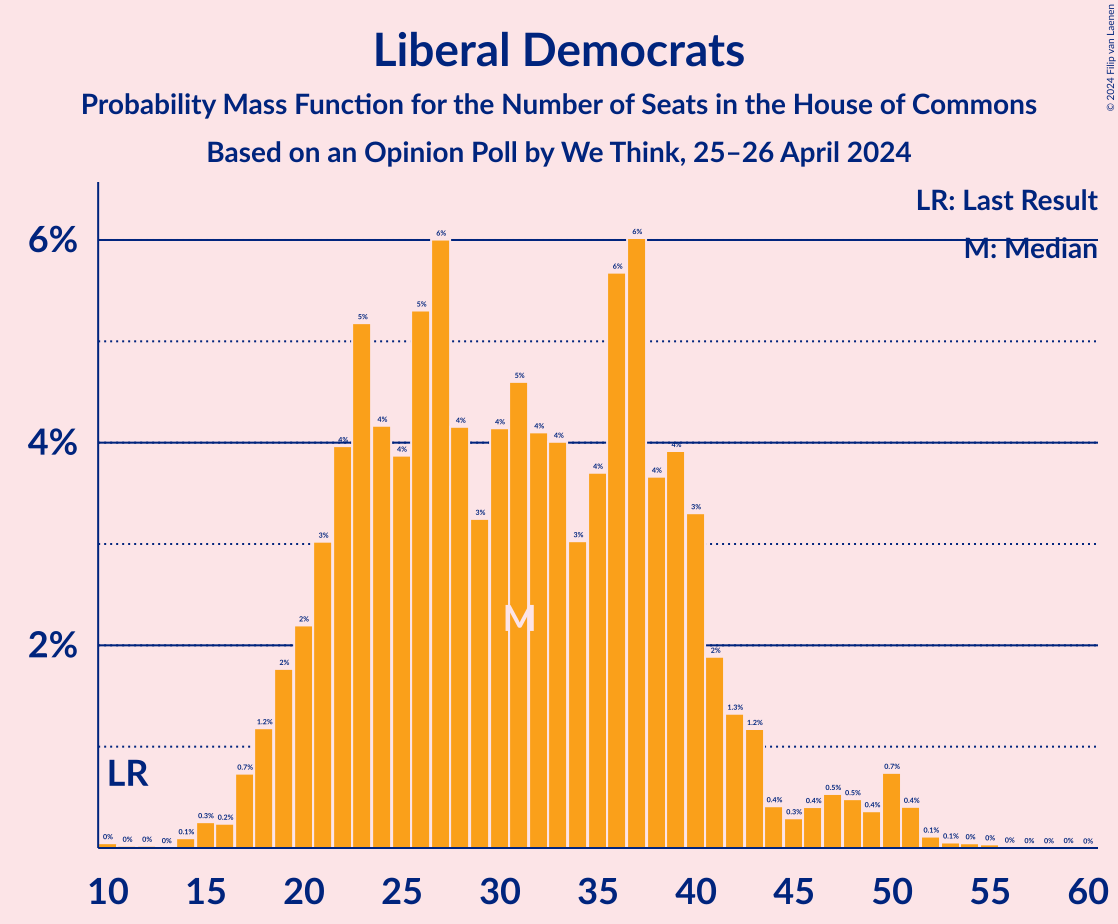 Liberal Democrats
Probability Mass Function for the Number of Seats in the House of Commons
Based on an Opinion Poll by We Think, 25–26 April 2024
© 2024 Filip van Laenen
LR: Last Result
M: Median
6%
4%
2%
0% 0% 0% 0% 0.1% 0.3% 0.2% 0.7% 1.2% 2% 2% 3% 4% 5% 4% 4% 5% 6% 4% 3% 4% 5% 4% 4% 3% 4% 6% 6% 4% 4% 3% 2% 1.3% 1.2% 0.4% 0.3% 0.4% 0.5% 0.5% 0.4% 0.7% 0.4% 0.1% 0.1% 0% 0% 0% 0% 0% 0% 0%
M
LR
10 15 20 25 30 35 40 45 50 55 60